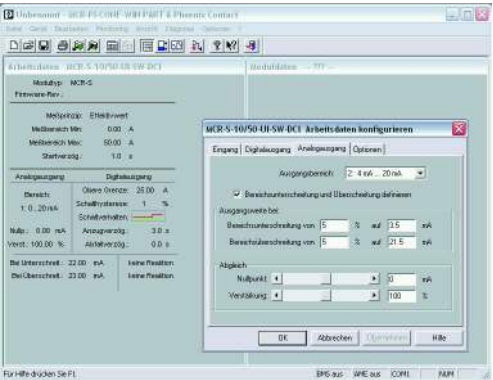 Unbenannt - MCR-PS-CONF-WIN PART A Phoenix Contact
Arbeitsdaten MCR-S-10/50-UI-SW-DCI
Moduldaten --- ??? ---
Modultyp: MCR-S
Firmware-Rev.:
Meßprinzip: Effektivwert
Meßbereich Min: 0.00 A
Meßbereich Max: 50.00 A
Startverzög.: 1.0 s
Analogausgang Digitalausgang
Bereich: 1: 0...20 mA
Obere Grenze: 25.00 A
Schalthysterese: 1 %
Schaltverhalten:
Nullp.: 0.00 mA Anzugverzög.: 3.0 s
Verst.: 100.00 % Abfallverzög.: 0.0 s
Bei Unterschreit.: 22.00 mA keine Reaktion
Bei Überschreit.: 23.00 mA keine Reaktion
MCR-S-10/50-UI-SW-DCI Arbeitsdaten konfigurieren
Eingang Digitalausgang Analogausgang Optionen
Ausgangsbereich: 2: 4 mA ... 20 mA
Bereichsunterschreitung und Überschreitung definieren
Ausgangswerte bei:
Bereichsunterschreitung von 5 % auf 3.5 mA
Bereichsüberschreitung von 5 % auf 21.5 mA
Abgleich
Nullpunkt: 0 mA
Verstärkung: 100 %
OK Abbrechen Übernehmen Hilfe
Für Hilfe drücken Sie F1. BMS aus AME aus COM1 NUM